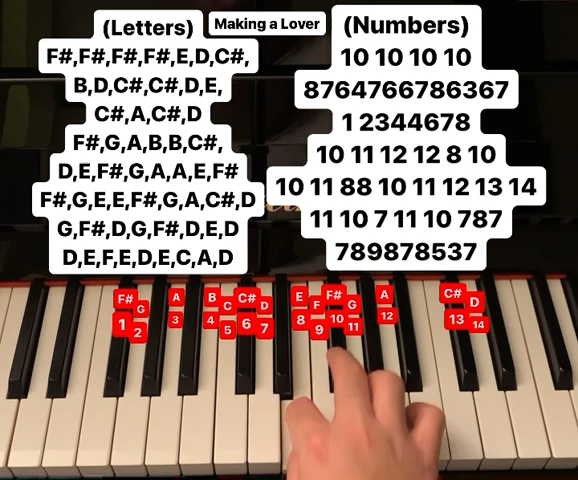 Making a Lover
(Letters)
F#,F#,F#,F#,E,D,C#,
B,D,C#,C#,D,E,
C#,A,C#,D
F#,G,A,B,B,C#,
D,E,F#,G,A,A,E,F#
F#,G,E,E,F#,G,A,C#,D
G,F#,D,G,F#,D,E,D
D,E,F,E,D,E,C,A,D
(Numbers)
10 10 10 10
8764766786367
1 2344678
10 11 12 12 8 10
10 11 88 10 11 12 13 14
11 10 7 11 10 787
789878537
F# G A B C C# D E F F# G A C# D
1 2 3 4 5 6 7 8 9 10 11 12 13 14